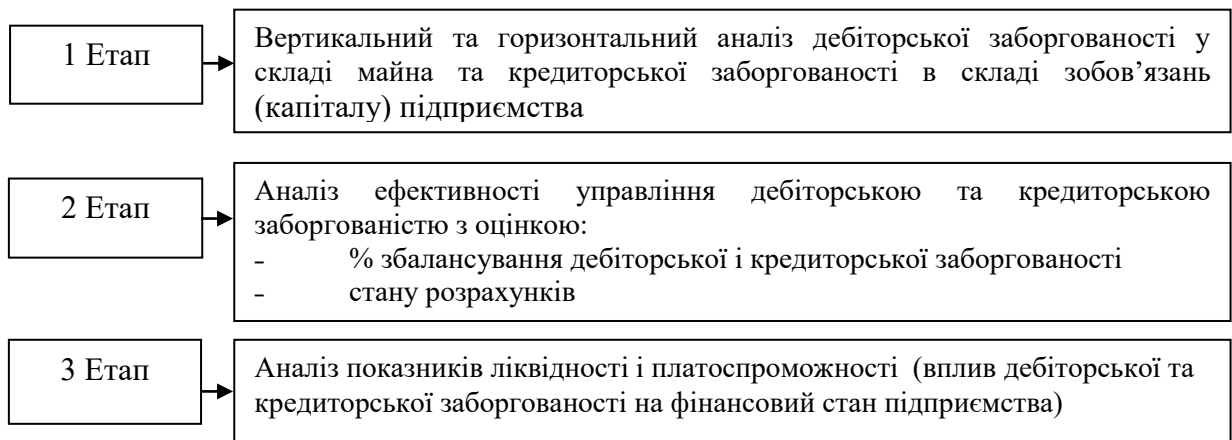 1 Етап
Вертикальний та горизонтальний аналіз дебіторської заборгованості у
складі майна та кредиторської заборгованості в складі зобов’язань
(капіталу) підприємства
2 Етап
Аналіз ефективності управління дебіторською та кредиторською
заборгованістю з оцінкою:
- % збалансування дебіторської і кредиторської заборгованості
- стану розрахунків
3 Етап
Аналіз показників ліквідності і платоспроможності (вплив дебіторської та
кредиторської заборгованості на фінансовий стан підприємства)